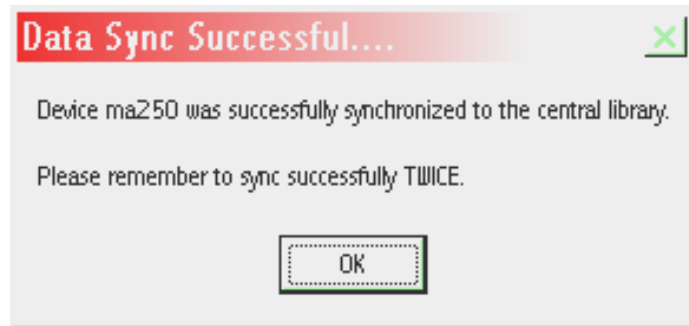 Data Sync Successful....
Device ma250 was successfully synchronized to the central library.
Please remember to sync successfully TWICE.
OK